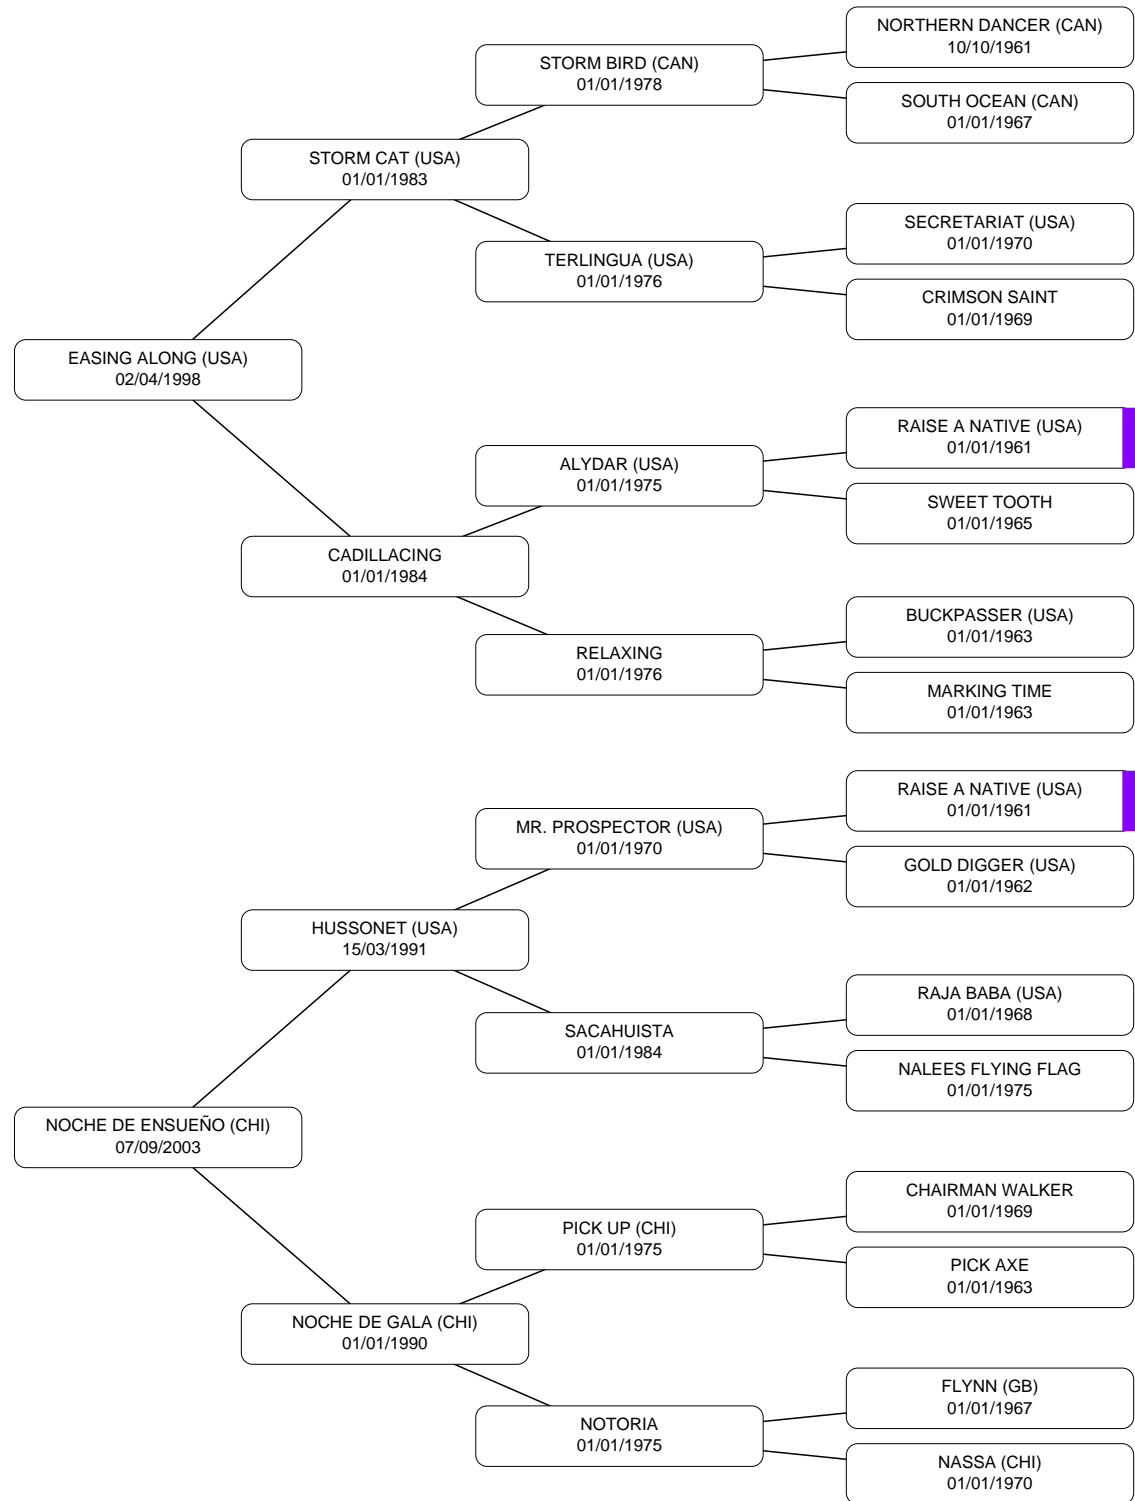 NORTHERN DANCER (CAN)
10/10/1961
STORM BIRD (CAN)
01/01/1978
SOUTH OCEAN (CAN)
01/01/1967
STORM CAT (USA)
01/01/1983
SECRETARIAT (USA)
01/01/1970
TERLINGUA (USA)
01/01/1976
CRIMSON SAINT
01/01/1969
EASING ALONG (USA)
02/04/1998
RAISE A NATIVE (USA)
01/01/1961
ALYDAR (USA)
01/01/1975
SWEET TOOTH
01/01/1965
CADILLACING
01/01/1984
BUCKPASSER (USA)
01/01/1963
RELAXING
01/01/1976
MARKING TIME
01/01/1963
RAISE A NATIVE (USA)
01/01/1961
MR. PROSPECTOR (USA)
01/01/1970
GOLD DIGGER (USA)
01/01/1962
HUSSONET (USA)
15/03/1991
RAJA BABA (USA)
01/01/1968
SACAHUISTA
01/01/1984
NALEES FLYING FLAG
01/01/1975
NOCHE DE ENSUEÑO (CHI)
07/09/2003
CHAIRMAN WALKER
01/01/1969
PICK UP (CHI)
01/01/1975
PICK AXE
01/01/1963
NOCHE DE GALA (CHI)
01/01/1990
FLYNN (GB)
01/01/1967
NOTORIA
01/01/1975
NASSA (CHI)
01/01/1970